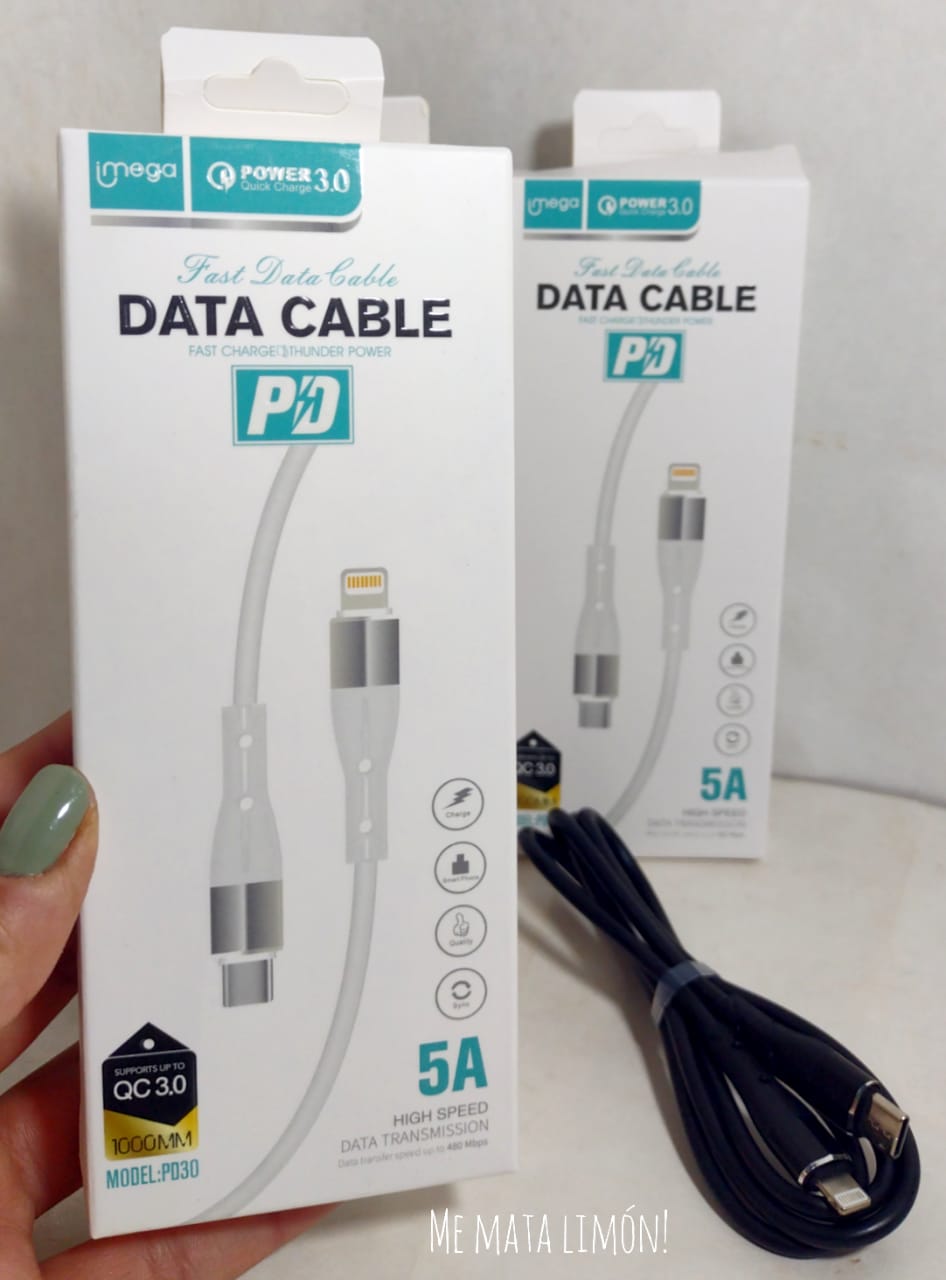 imega
POWER 3.0
Quick Charge
Fast Data Cable
DATA CABLE
FAST CHARGE THUNDER POWER
PD
Charge
Smart Phone
Quality
Sync
SUPPORTS UP TO
QC 3.0
1000MM
MODEL:PD30
5A
HIGH SPEED
DATA TRANSMISSION
Data transfer speed up to 480 Mbps
imega
POWER 3.0
Quick Charge
Fast Data Cable
DATA CABLE
FAST CHARGE THUNDER POWER
PD
QC 3.0
5A
HIGH SPEED
DATA TRANSMISSION
Me mata limón!